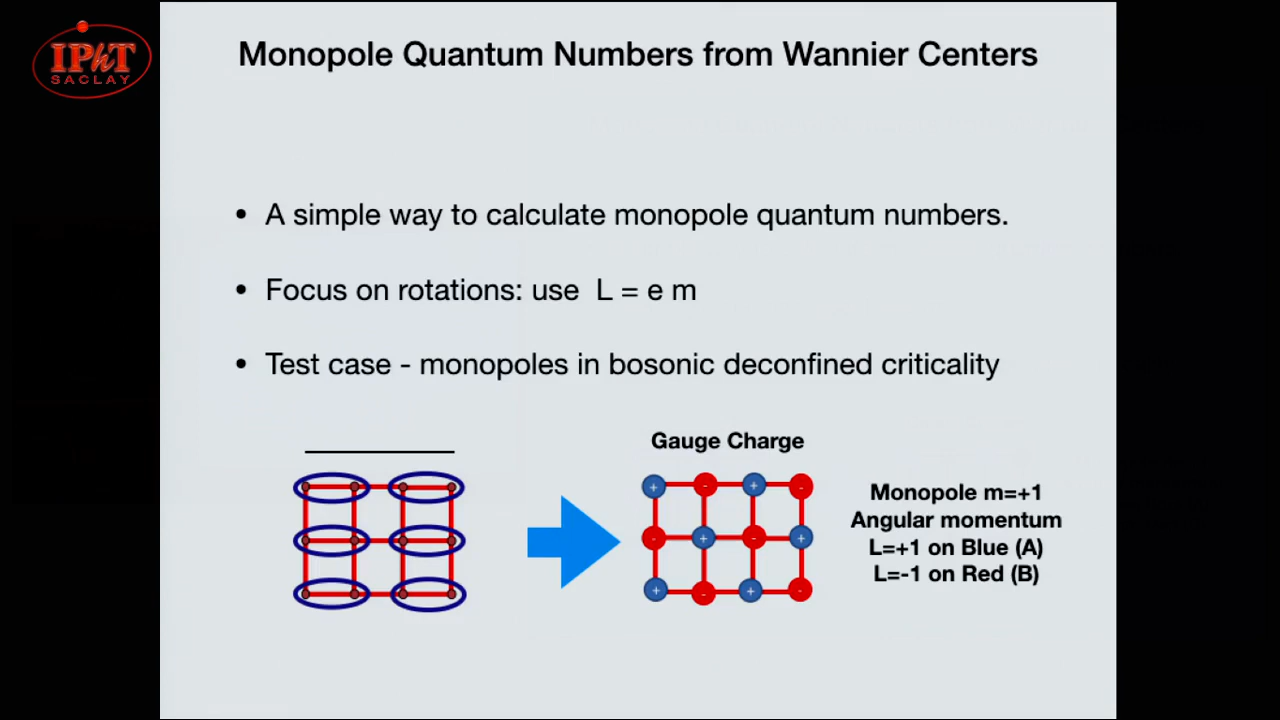 IPhT
SACLAY
Monopole Quantum Numbers from Wannier Centers
• A simple way to calculate monopole quantum numbers.
• Focus on rotations: use L = e m
• Test case - monopoles in bosonic deconfined criticality
Gauge Charge
+ - + -
- + - +
+ - + -
Monopole m=+1
Angular momentum
L=+1 on Blue (A)
L=-1 on Red (B)